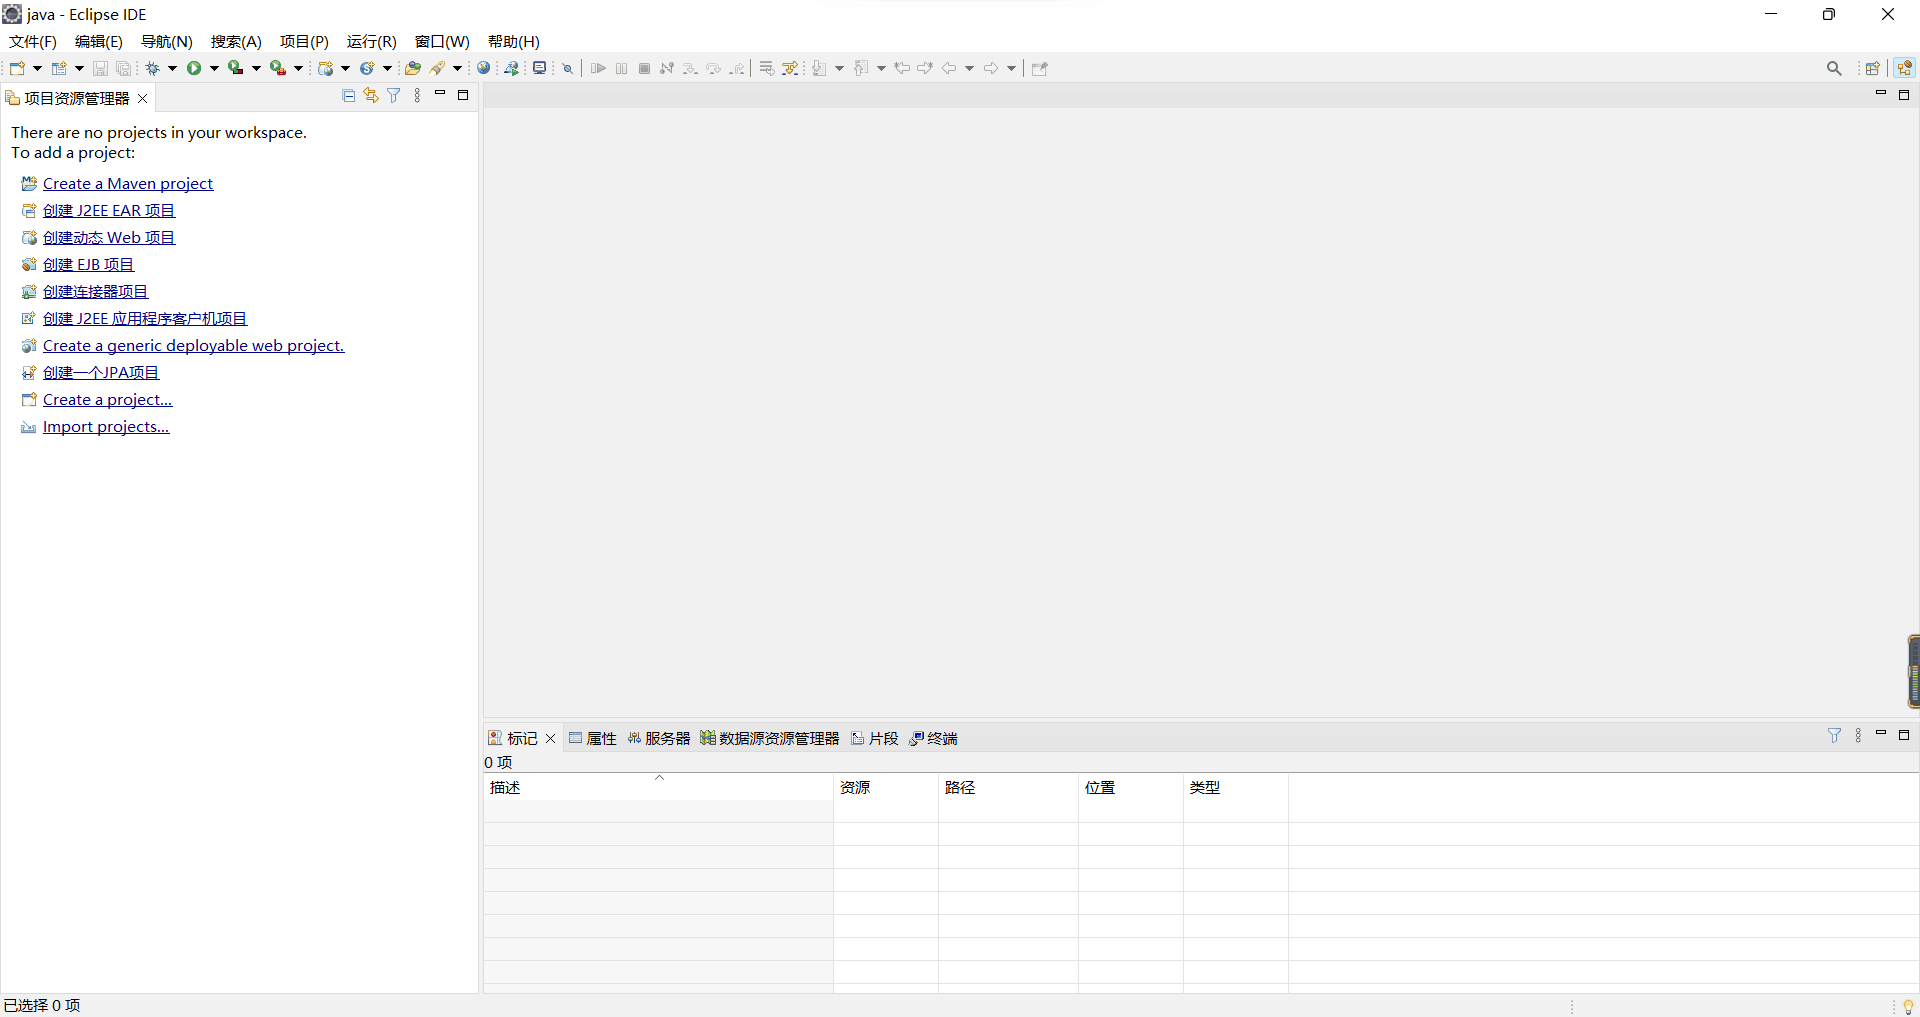 java - Eclipse IDE
文件(F) 编辑(E) 导航(N) 搜索(A) 项目(P) 运行(R) 窗口(W) 帮助(H)
项目资源管理器
There are no projects in your workspace.
To add a project:
Create a Maven project
创建 J2EE EAR 项目
创建动态 Web 项目
创建 EJB 项目
创建连接器项目
创建 J2EE 应用程序客户机项目
Create a generic deployable web project.
创建一个JPA项目
Create a project...
Import projects...
标记 属性 服务器 数据源资源管理器 片段 终端
0 项
描述 资源 路径 位置 类型
已选择 0 项